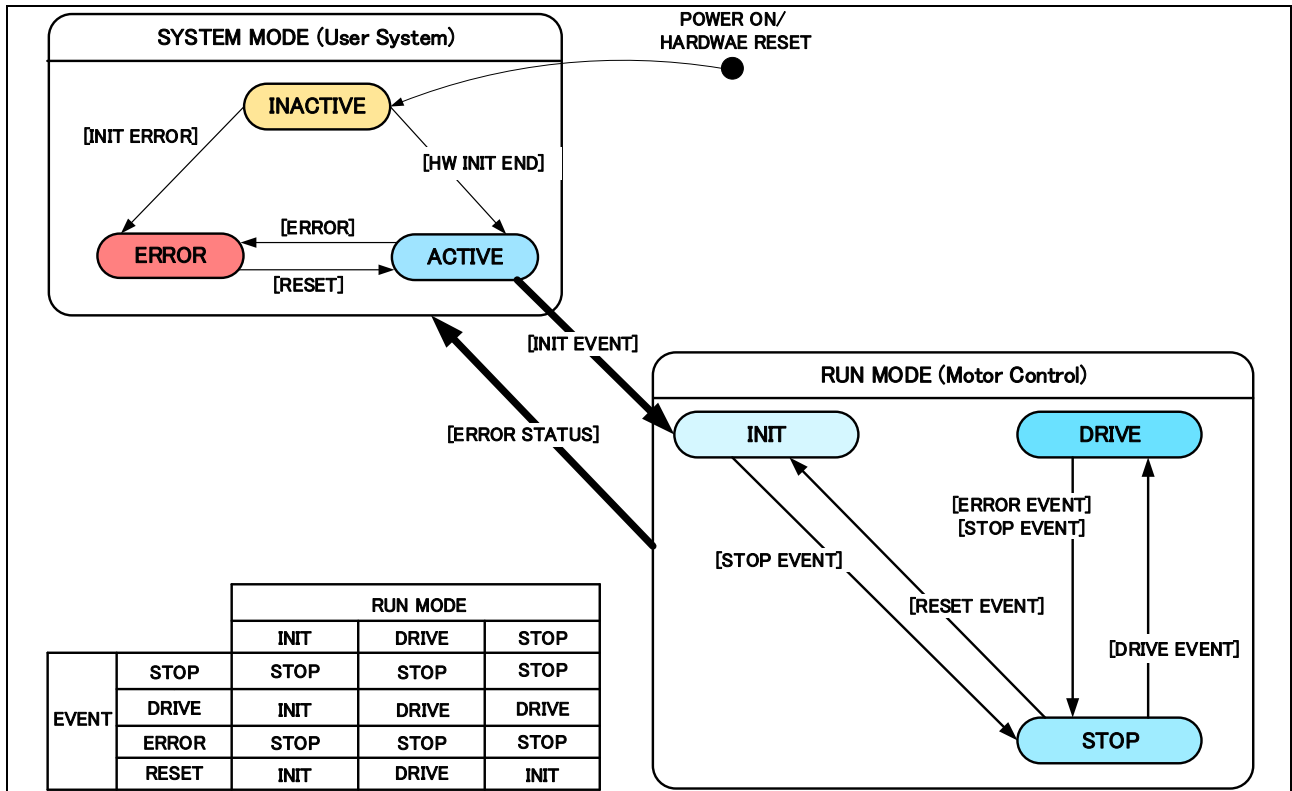 POWER ON/
HARDWAE RESET
SYSTEM MODE (User System)
INACTIVE
[INIT ERROR]
[HW INIT END]
[ERROR]
ERROR
ACTIVE
[RESET]
[INIT EVENT]
[ERROR STATUS]
RUN MODE (Motor Control)
INIT
DRIVE
[ERROR EVENT]
[STOP EVENT]
[STOP EVENT]
[RESET EVENT]
[DRIVE EVENT]
STOP
RUN MODE
INIT DRIVE STOP
EVENT
STOP STOP STOP STOP
DRIVE INIT DRIVE DRIVE
ERROR STOP STOP STOP
RESET INIT DRIVE INIT